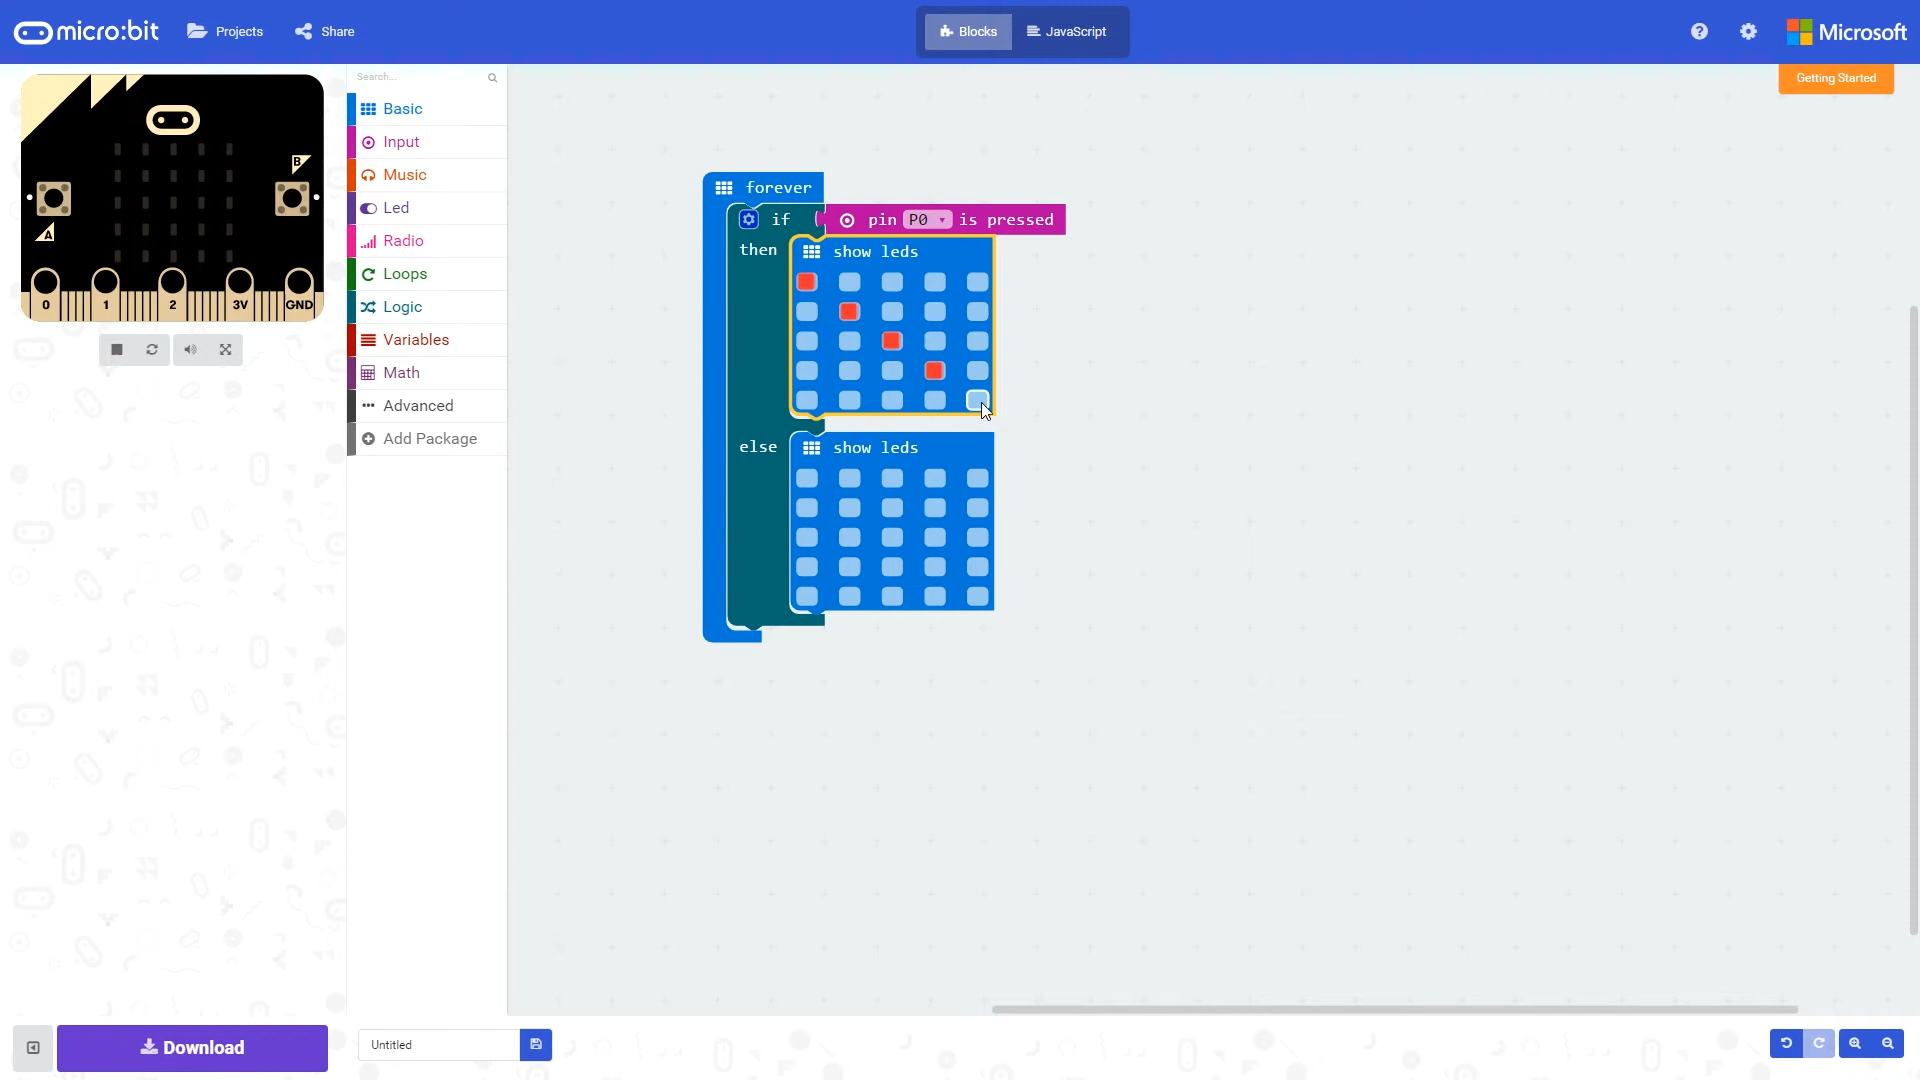 micro:bit Projects Share Blocks JavaScript Microsoft
Getting Started
Search...
Basic
Input
Music
Led
Radio
Loops
Logic
Variables
Math
Advanced
Add Package
B
A
0 1 2 3V GND
forever
if pin P0 is pressed
then show leds
else show leds
Download
Untitled